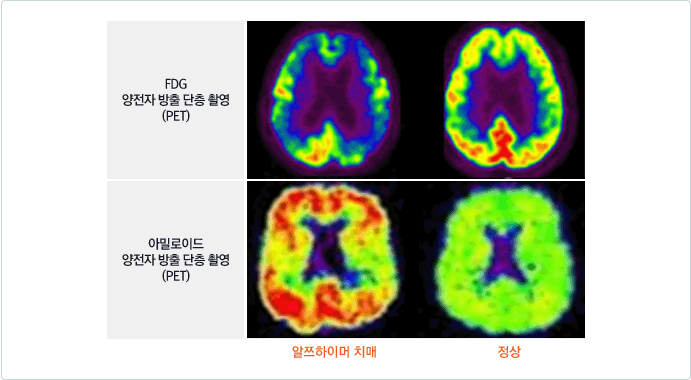 FDG
양전자 방출 단층 촬영
(PET)
아밀로이드
양전자 방출 단층 촬영
(PET)
알쯔하이머 치매
정상